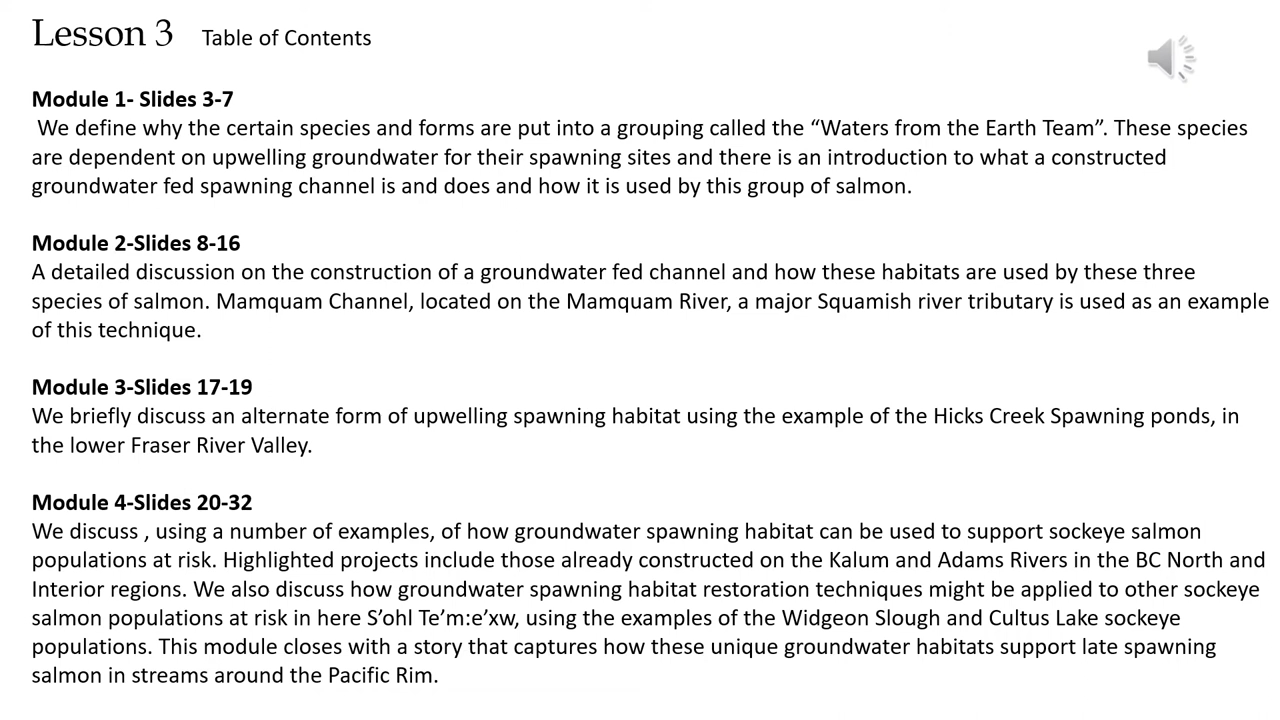 Lesson 3 Table of Contents
Module 1- Slides 3-7
We define why the certain species and forms are put into a grouping called the “Waters from the Earth Team”. These species
are dependent on upwelling groundwater for their spawning sites and there is an introduction to what a constructed
groundwater fed spawning channel is and does and how it is used by this group of salmon.
Module 2-Slides 8-16
A detailed discussion on the construction of a groundwater fed channel and how these habitats are used by these three
species of salmon. Mamquam Channel, located on the Mamquam River, a major Squamish river tributary is used as an example
of this technique.
Module 3-Slides 17-19
We briefly discuss an alternate form of upwelling spawning habitat using the example of the Hicks Creek Spawning ponds, in
the lower Fraser River Valley.
Module 4-Slides 20-32
We discuss , using a number of examples, of how groundwater spawning habitat can be used to support sockeye salmon
populations at risk. Highlighted projects include those already constructed on the Kalum and Adams Rivers in the BC North and
Interior regions. We also discuss how groundwater spawning habitat restoration techniques might be applied to other sockeye
salmon populations at risk in here S’ohl Te’m:e’xw, using the examples of the Widgeon Slough and Cultus Lake sockeye
populations. This module closes with a story that captures how these unique groundwater habitats support late spawning
salmon in streams around the Pacific Rim.